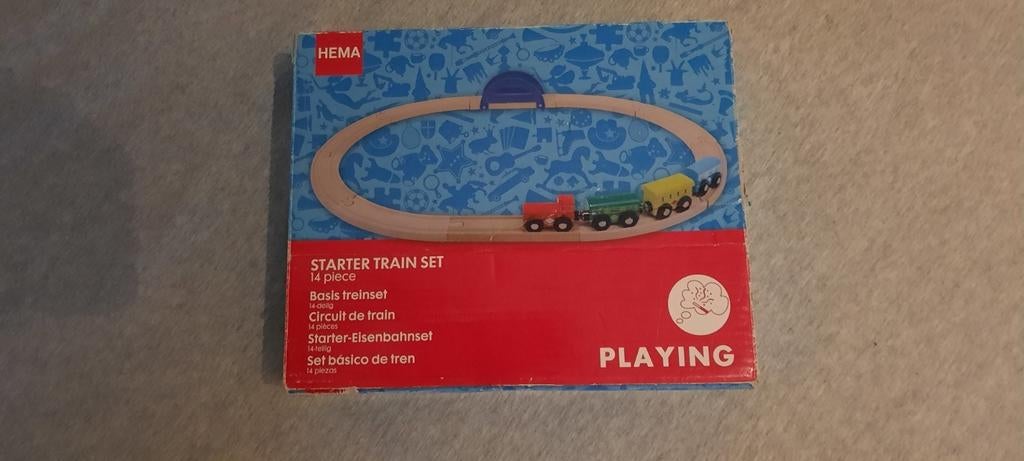 HEMA
STARTER TRAIN SET
14 piece
Basis treinset
14-delig
Circuit de train
14 pièces
Starter-Eisenbahnset
14-teilig
Set básico de tren
14 piezas
PLAYING